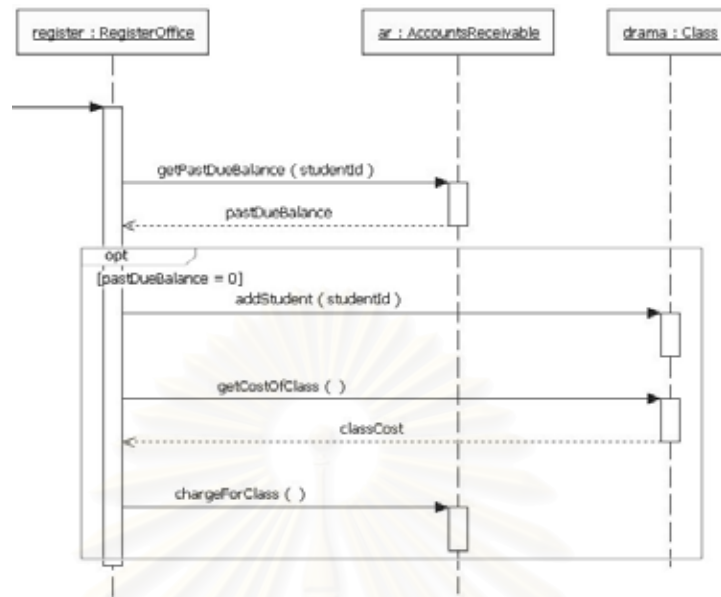 register : RegisterOffice
ar : AccountsReceivable
drama : Class
getPastDueBalance ( studentId )
pastDueBalance
opt
[pastDueBalance = 0]
addStudent ( studentId )
getCostOfClass ( )
classCost
chargeForClass ( )